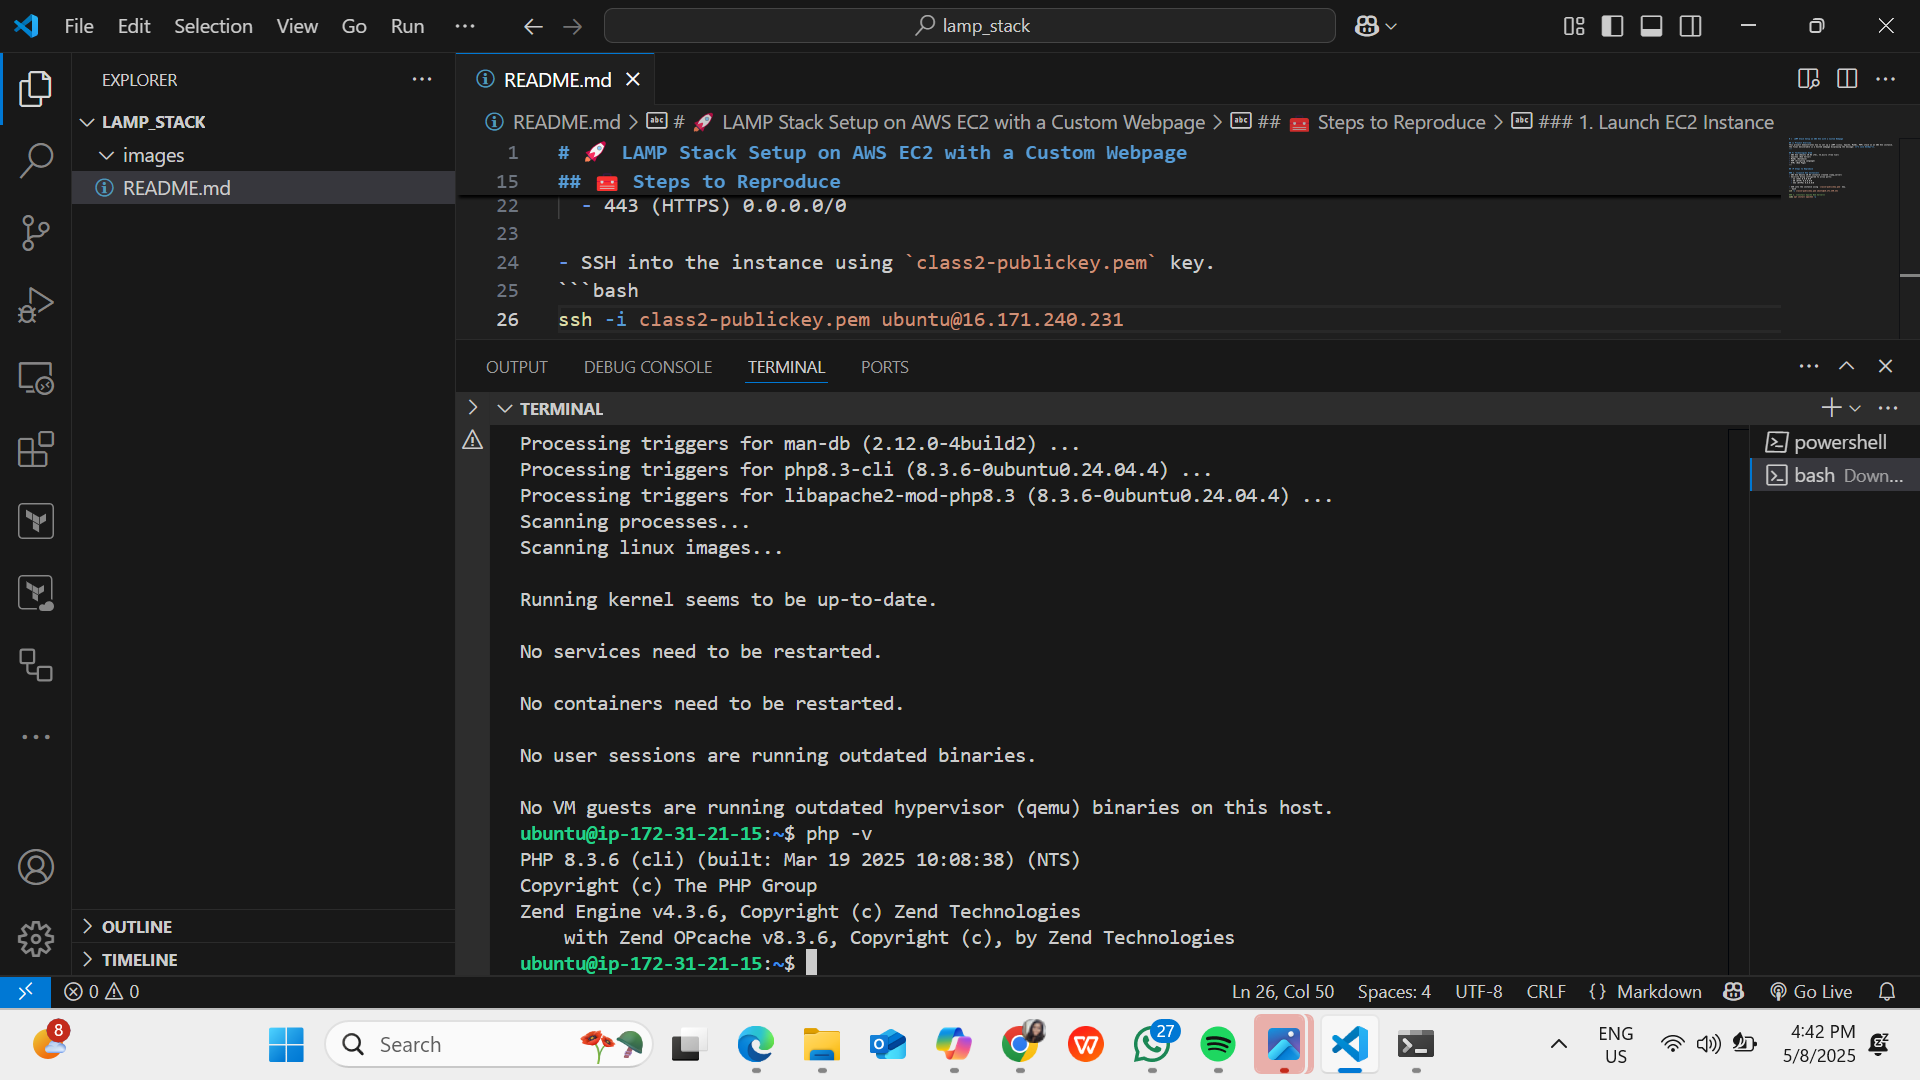 File Edit Selection View Go Run ··· lamp_stack
EXPLORER
LAMP_STACK
images
README.md
OUTLINE
TIMELINE
README.md
README.md > # 🚀 LAMP Stack Setup on AWS EC2 with a Custom Webpage > ## 🧰 Steps to Reproduce > ### 1. Launch EC2 Instance
1 # 🚀 LAMP Stack Setup on AWS EC2 with a Custom Webpage
15 ## 🧰 Steps to Reproduce
22 - 443 (HTTPS) 0.0.0.0/0
23
24 - SSH into the instance using `class2-publickey.pem` key.
25 ```bash
26 ssh -i class2-publickey.pem ubuntu@16.171.240.231
OUTPUT DEBUG CONSOLE TERMINAL PORTS
TERMINAL
Processing triggers for man-db (2.12.0-4build2) ...
Processing triggers for php8.3-cli (8.3.6-0ubuntu0.24.04.4) ...
Processing triggers for libapache2-mod-php8.3 (8.3.6-0ubuntu0.24.04.4) ...
Scanning processes...
Scanning linux images...
Running kernel seems to be up-to-date.
No services need to be restarted.
No containers need to be restarted.
No user sessions are running outdated binaries.
No VM guests are running outdated hypervisor (qemu) binaries on this host.
ubuntu@ip-172-31-21-15:~$ php -v
PHP 8.3.6 (cli) (built: Mar 19 2025 10:08:38) (NTS)
Copyright (c) The PHP Group
Zend Engine v4.3.6, Copyright (c) Zend Technologies
with Zend OPcache v8.3.6, Copyright (c), by Zend Technologies
ubuntu@ip-172-31-21-15:~$
powershell
bash Down...
0 0 Ln 26, Col 50 Spaces: 4 UTF-8 CRLF {} Markdown Go Live
8 Search 27 ENG US 4:42 PM 5/8/2025